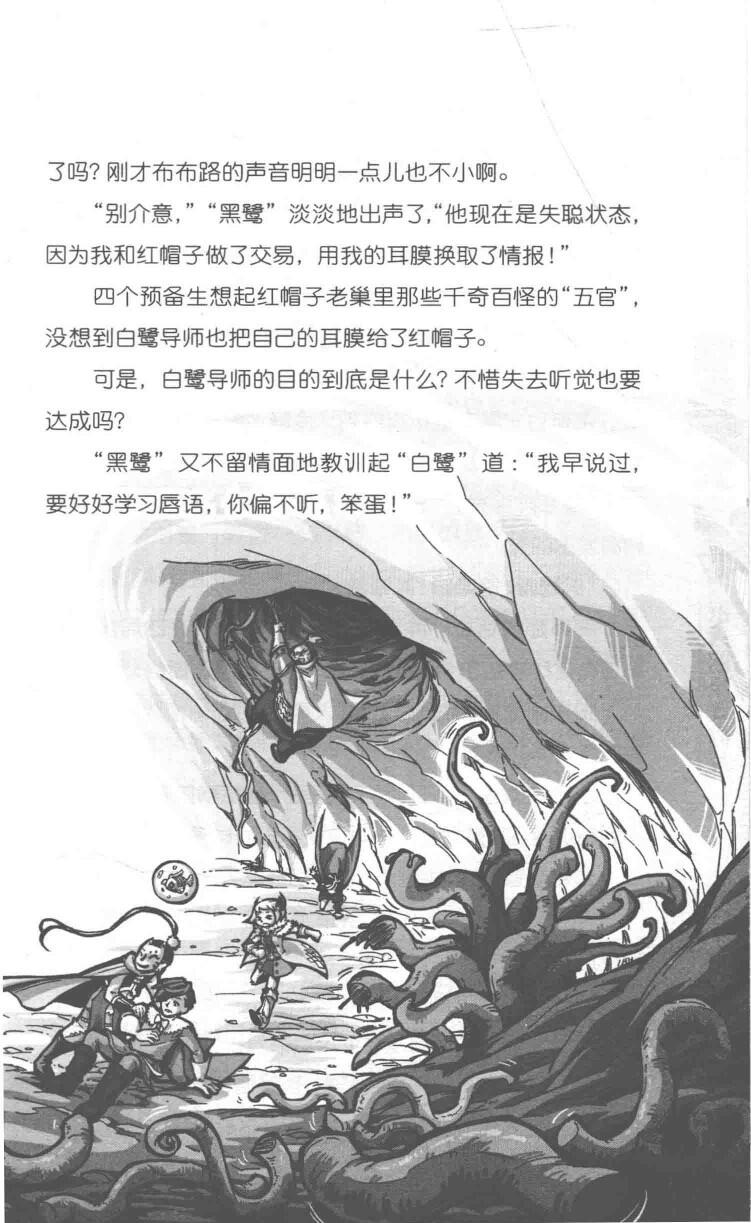 了吗？刚才布布路的声音明明一点儿也不小啊。
“别介意，”“黑鹭”淡淡地出声了，“他现在是失聪状态，
因为我和红帽子做了交易，用我的耳膜换取了情报！”
四个预备生想起红帽子老巢里那些千奇百怪的“五官”，
没想到白鹭导师也把自己的耳膜给了红帽子。
可是，白鹭导师的目的到底是什么？不惜失去听觉也要
达成吗？
“黑鹭”又不留情面地教训起“白鹭”道：“我早说过，
要好好学习唇语，你偏不听，笨蛋！”